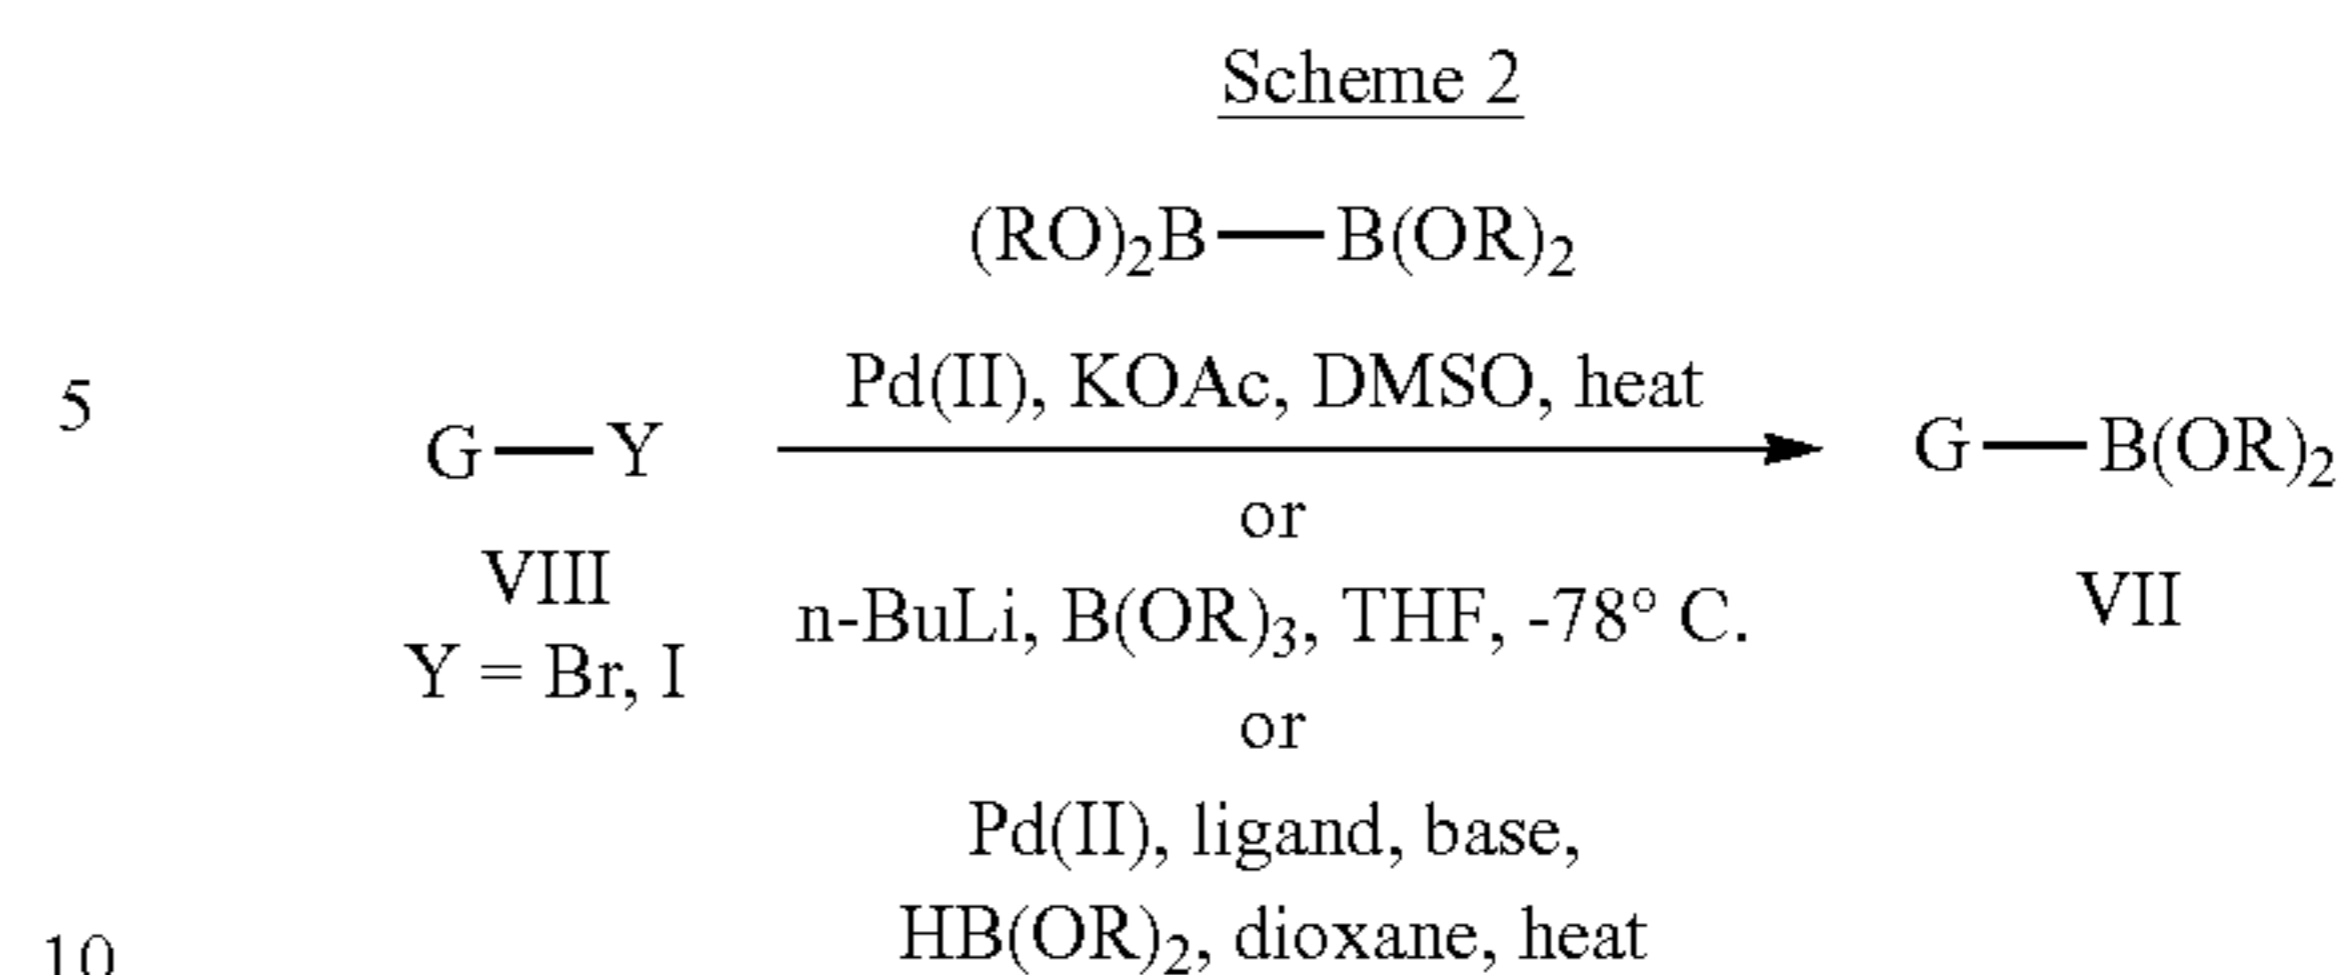 Scheme 2
(RO)₂B—B(OR)₂
5
Pd(II), KOAc, DMSO, heat
G—Y
G—B(OR)₂
or
VIII
VII
n-BuLi, B(OR)₃, THF, -78° C.
Y = Br, I
or
Pd(II), ligand, base,
HB(OR)₂, dioxane, heat
10